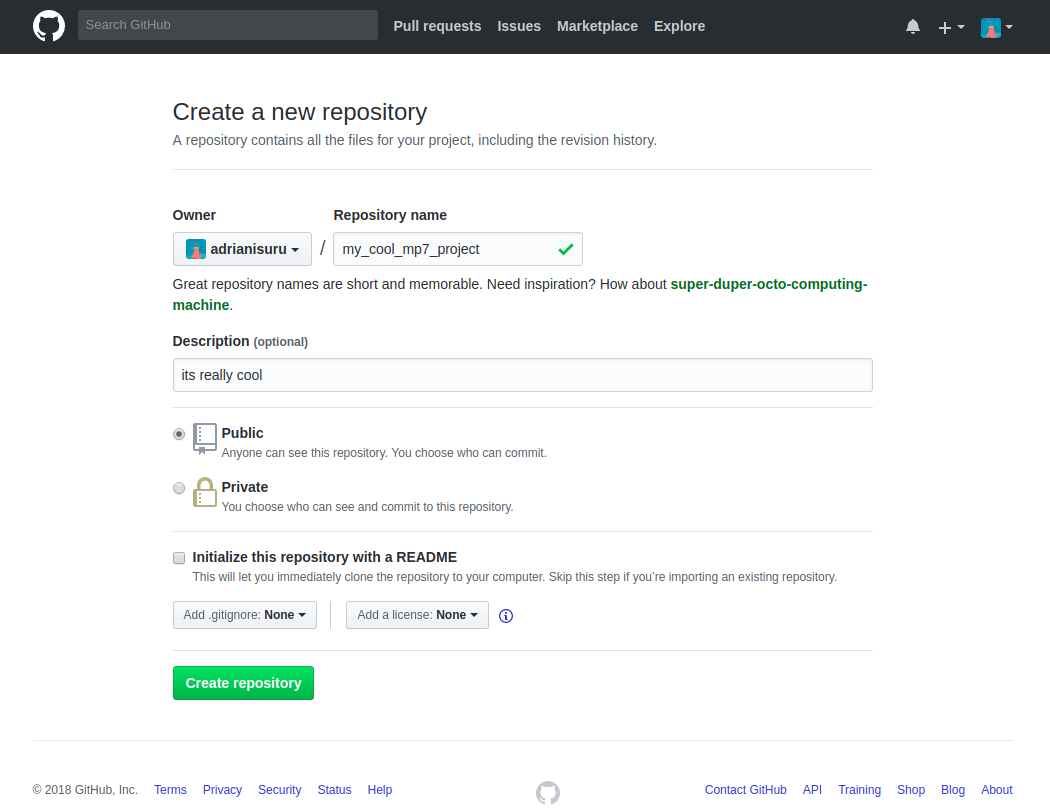 Search GitHub Pull requests Issues Marketplace Explore
Create a new repository
A repository contains all the files for your project, including the revision history.
Owner Repository name
adrianisuru / my_cool_mp7_project
Great repository names are short and memorable. Need inspiration? How about super-duper-octo-computing-
machine.
Description (optional)
its really cool
Public
Anyone can see this repository. You choose who can commit.
Private
You choose who can see and commit to this repository.
Initialize this repository with a README
This will let you immediately clone the repository to your computer. Skip this step if you’re importing an existing repository.
Add .gitignore: None Add a license: None
Create repository
© 2018 GitHub, Inc. Terms Privacy Security Status Help Contact GitHub API Training Shop Blog About